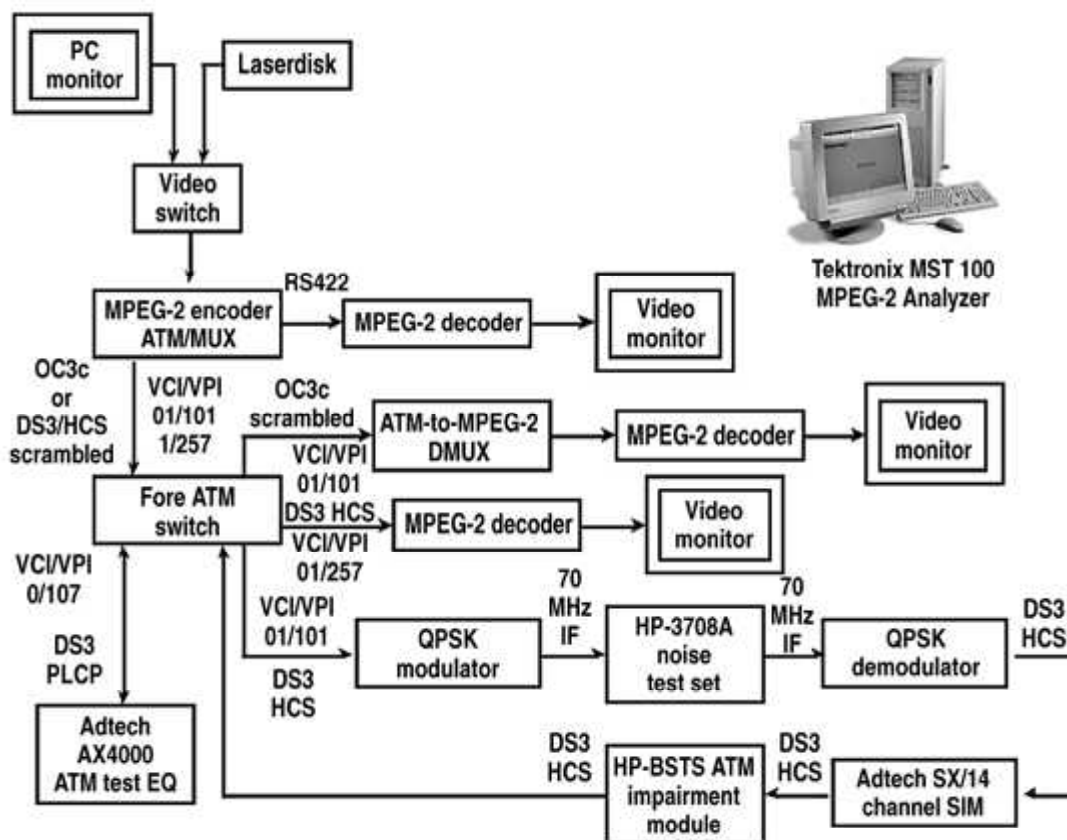 PC
monitor
Laserdisk
Video
switch
Tektronix MST 100
MPEG-2 Analyzer
MPEG-2 encoder
ATM/MUX
RS422
MPEG-2 decoder
Video
monitor
OC3c
or
DS3/HCS
scrambled
VCI/VPI
01/101
1/257
OC3c
scrambled
VCI/VPI
01/101
ATM-to-MPEG-2
DMUX
MPEG-2 decoder
Video
monitor
Fore ATM
switch
DS3 HCS
VCI/VPI
01/257
MPEG-2 decoder
Video
monitor
VCI/VPI
0/107
DS3
PLCP
Adtech
AX4000
ATM test EQ
VCI/VPI
01/101
DS3
HCS
QPSK
modulator
70
MHz
IF
HP-3708A
noise
test set
70
MHz
IF
QPSK
demodulator
DS3
HCS
DS3
HCS
HP-BSTS ATM
impairment
module
DS3
HCS
Adtech SX/14
channel SIM